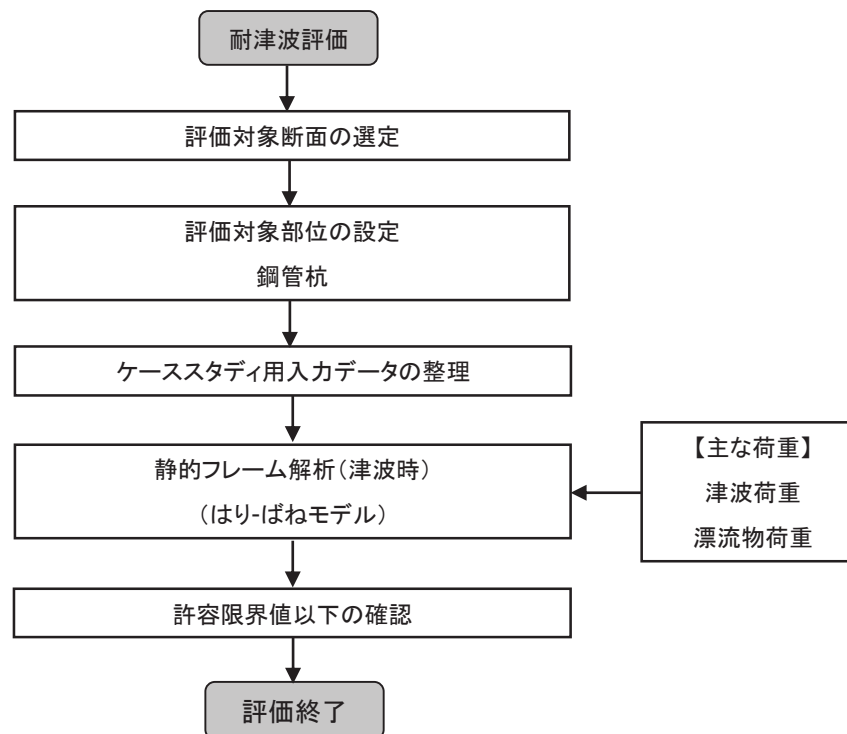 耐津波評価
評価対象断面の選定
評価対象部位の設定
鋼管杭
ケーススタディ用入力データの整理
静的フレーム解析（津波時）
（はり-ばねモデル）
【主な荷重】
津波荷重
漂流物荷重
許容限界値以下の確認
評価終了